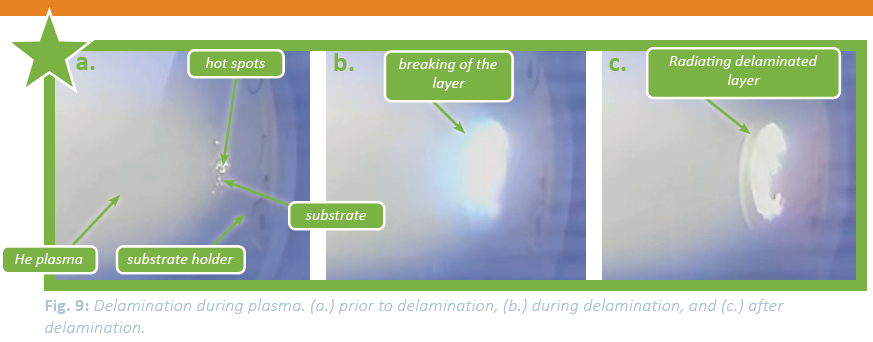 a.
hot spots
substrate
He plasma
substrate holder
b.
breaking of the
layer
c.
Radiating delaminated
layer
Fig. 9: Delamination during plasma. (a.) prior to delamination, (b.) during delamination, and (c.) after
delamination.